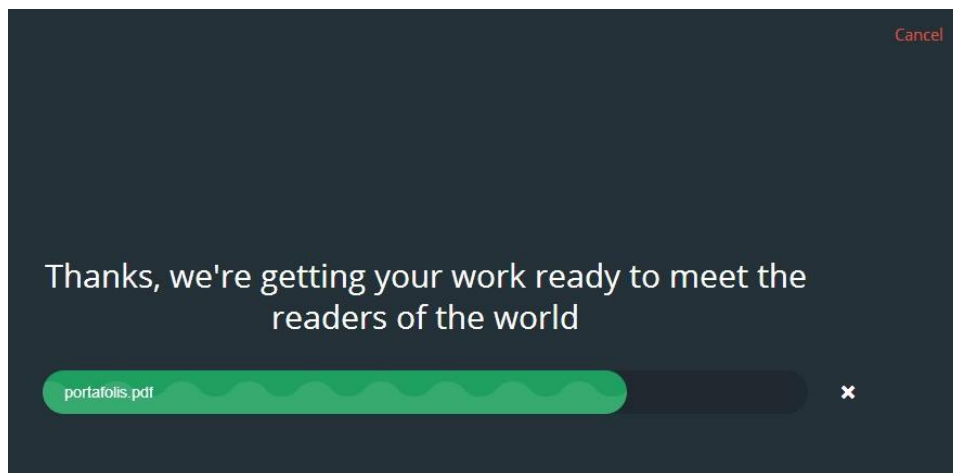 Cancel
Thanks, we're getting your work ready to meet the
readers of the world
portafolis.pdf